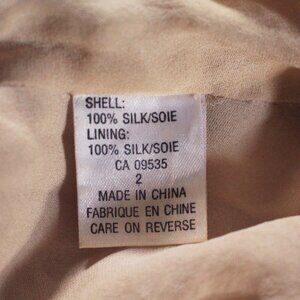 SHELL:
100% SILK/SOIE
LINING:
100% SILK/SOIE
CA 09535
2
MADE IN CHINA
FABRIQUE EN CHINE
CARE ON REVERSE